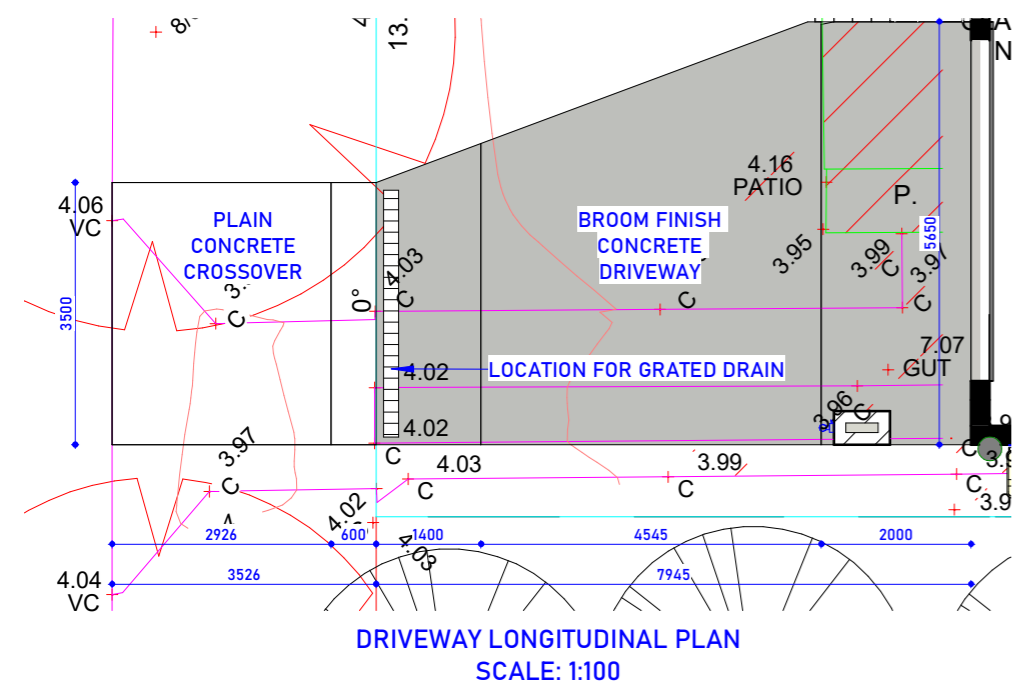 8/
13.
4.06
VC
PLAIN
CONCRETE
CROSSOVER
C
4.03
C
0°
BROOM FINISH
CONCRETE
DRIVEWAY
C
4.16
PATIO
P.
3.95
3.99
C
3.97
C
5650
3500
7.07
GUT
LOCATION FOR GRATED DRAIN
4.02
4.02
C
3.96
C
3.97
C
4.03
C
3.99
C
C
C
N
4.02
4.03
2926
600
1400
4545
2000
3526
7945
4.04
VC
DRIVEWAY LONGITUDINAL PLAN
SCALE: 1:100